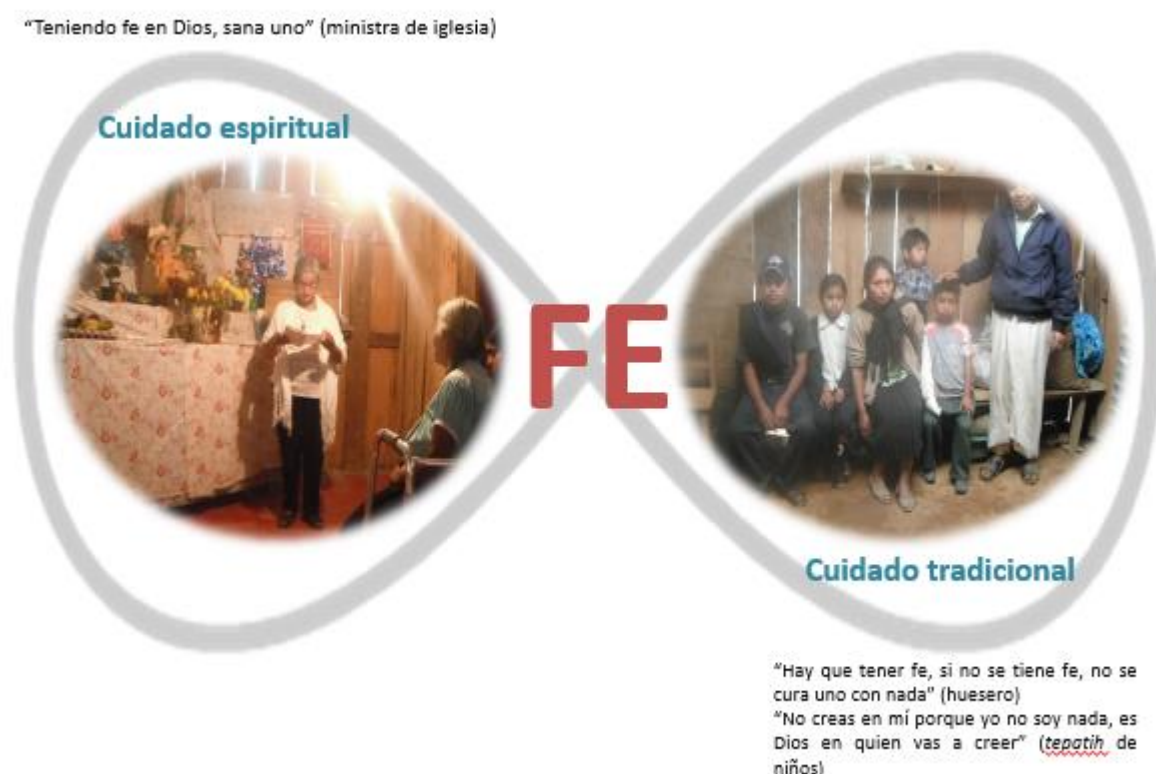 “Teniendo fe en Dios, sana uno” (ministra de iglesia)
Cuidado espiritual
FE
Cuidado tradicional
“Hay que tener fe, si no se tiene fe, no se
cura uno con nada” (huesero)
“No creas en mí porque yo no soy nada, es
Dios en quien vas a creer” (tepatih de
niños)